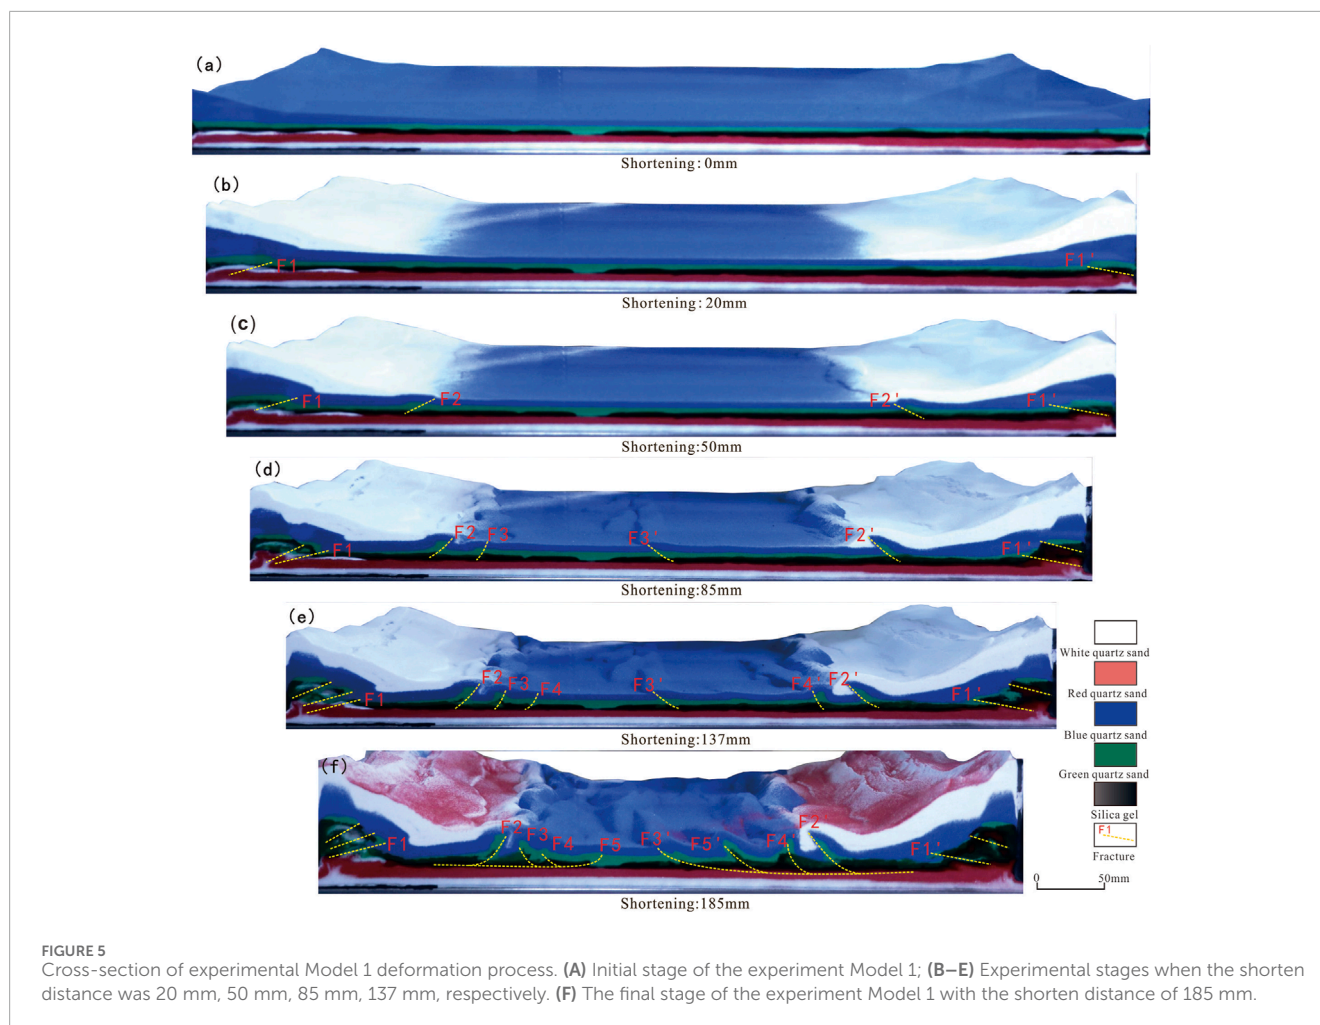 (a)
Shortening: 0mm
(b)
F1
F1'
Shortening: 20mm
(c)
F1
F2
F2'
F1'
Shortening:50mm
(d)
F1
F2
F3
F3'
F2'
F1'
Shortening:85mm
(e)
F1
F2
F3
F4
F3'
F4'
F2'
F1'
Shortening:137mm
(f)
F1
F2
F3
F4
F5
F3'
F5'
F4'
F2'
F1'
Shortening:185mm
White quartz sand
Red quartz sand
Blue quartz sand
Green quartz sand
Silica gel
F1
Fracture
0 50mm
FIGURE 5
Cross-section of experimental Model 1 deformation process. (A) Initial stage of the experiment Model 1; (B–E) Experimental stages when the shorten
distance was 20 mm, 50 mm, 85 mm, 137 mm, respectively. (F) The final stage of the experiment Model 1 with the shorten distance of 185 mm.